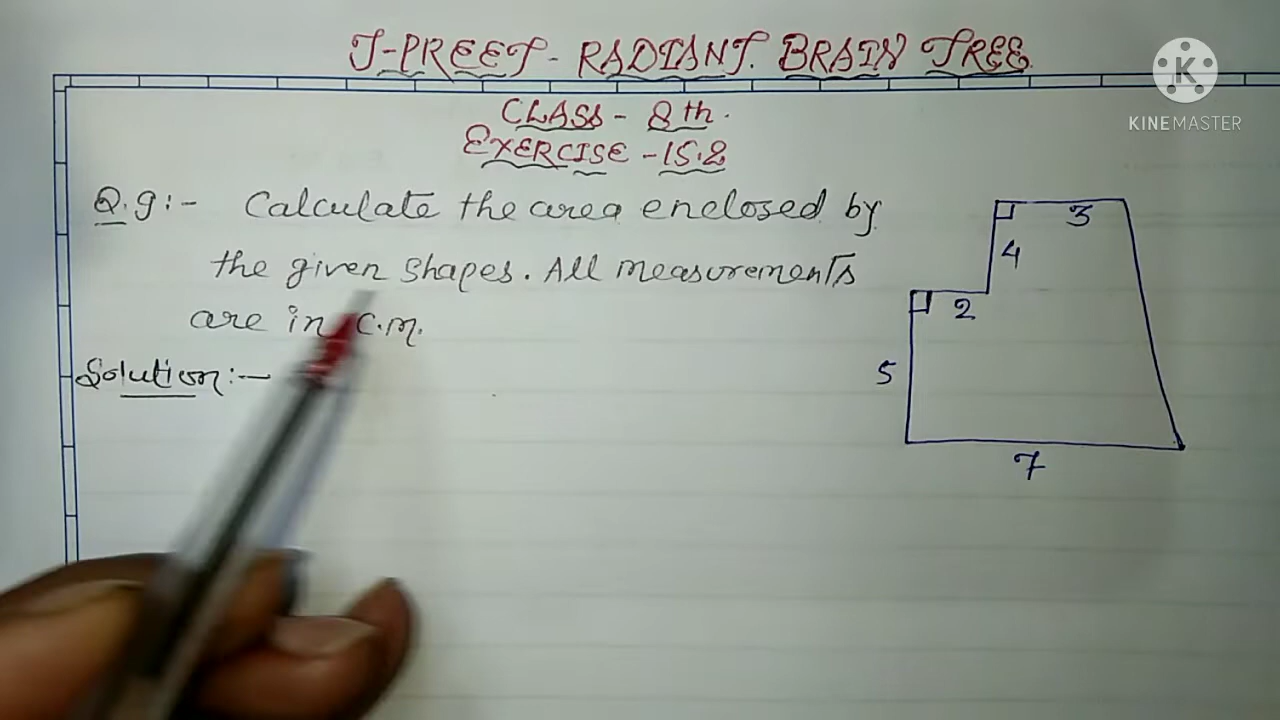 J-PREET- RADIANT. BRAIN TREE
K
KINEMASTER
CLASS- 8th.
EXERCISE -15.2
Q.9:- Calculate the area enclosed by
the given shapes. All measurements
are in c.m.
Solution:-
3
4
2
5
7